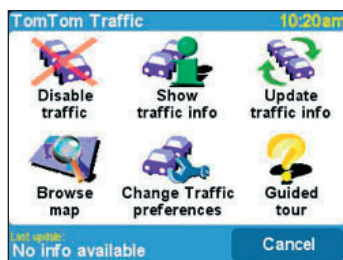 TomTom Traffic 10:20am
Disable traffic
Show traffic info
Update traffic info
Browse map
Change Traffic preferences
Guided tour
Last update:
No info available
Cancel